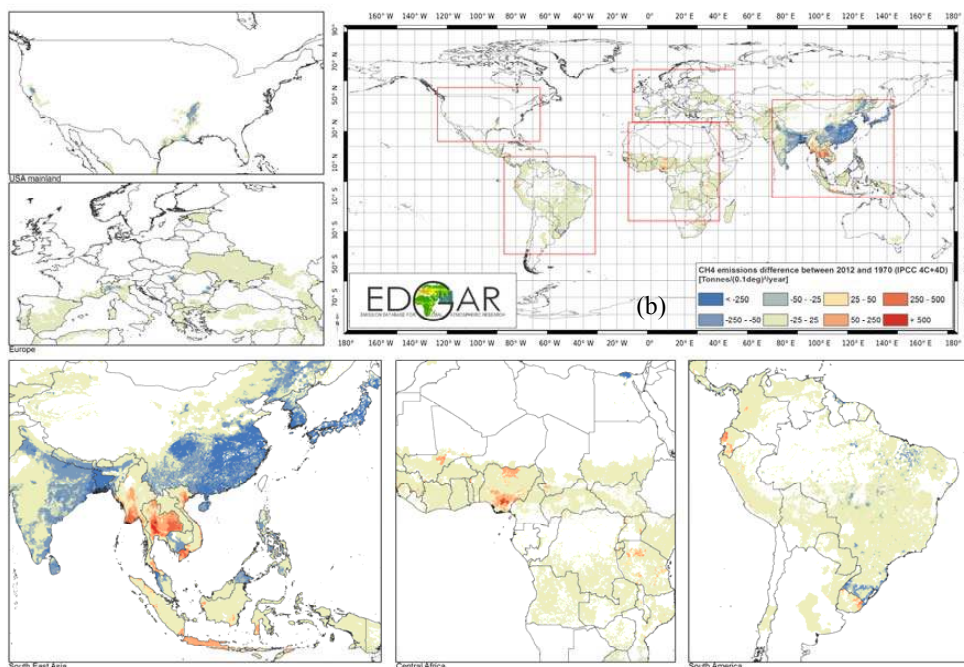 160° W 140° W 120° W 100° W 80° W 60° W 40° W 20° W 0° E 20° E 40° E 60° E 80° E 100° E 120° E 140° E 160° E
90°
70° N
50° N
30° N
10° N
10° S
30° S
50° S
70° S
USA mainland
EDGAR
(b)
CH4 emissions difference between 2012 and 1970 (IPCC 4C+4D)
[Tonnes/(0.1deg)²/year]
< -250 -50 - -25 25 - 50 250 - 500
-250 - -50 -25 - 25 50 - 250 + 500
160° W 140° W 120° W 100° W 80° W 60° W 40° W 20° W 0° E 20° E 40° E 60° E 80° E 100° E 120° E 140° E 160° E
Europe
South East Asia
Central Africa
South America